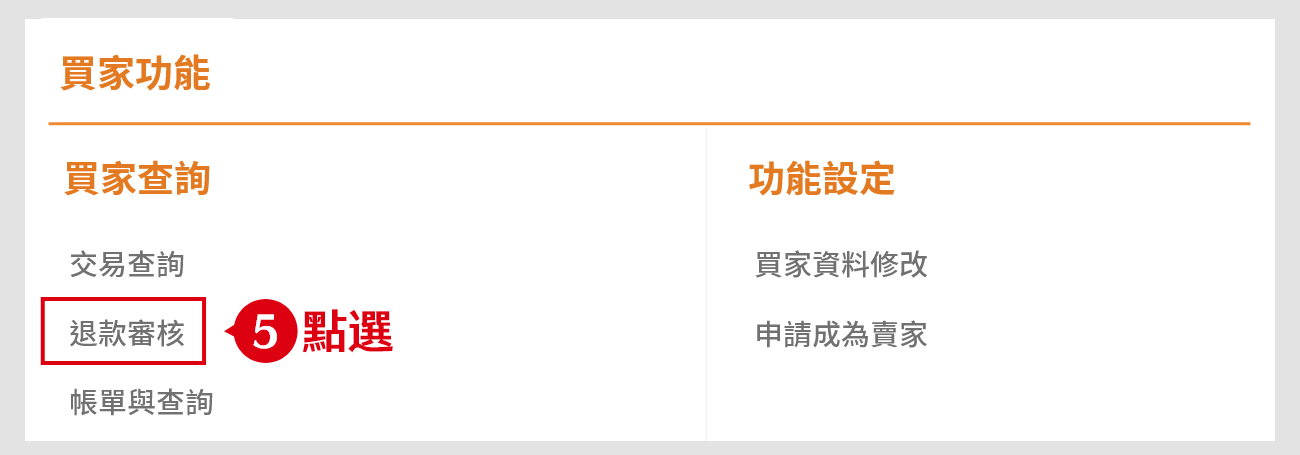 買家功能
買家查詢
交易查詢
退款審核
5 點選
帳單與查詢
功能設定
買家資料修改
申請成為賣家